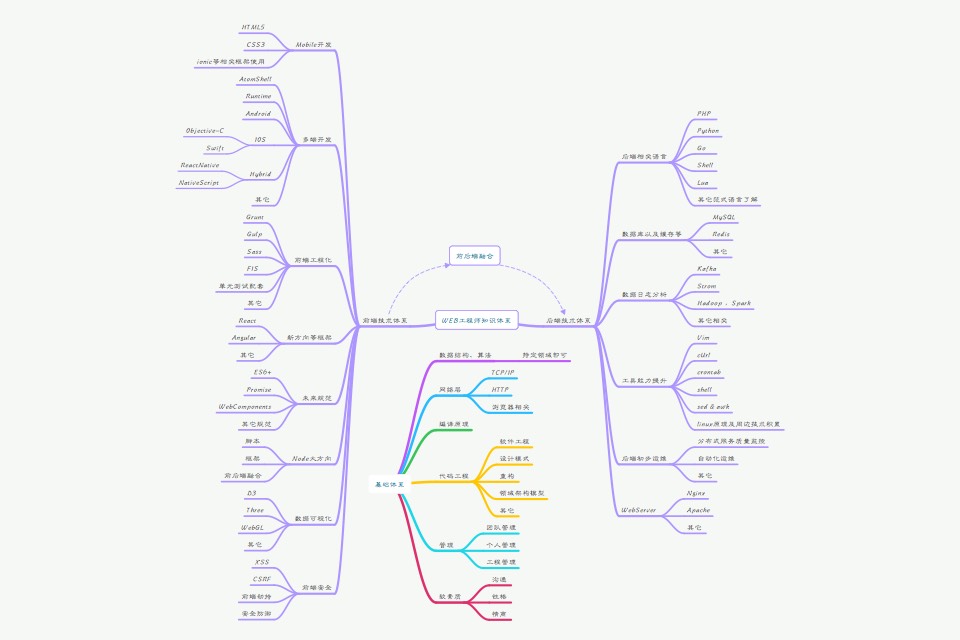 HTML5
CSS3
ionic等相关框架使用
Mobile开发
AtomShell
Runtime
Android
Objective-C
Swift
IOS
ReactNative
NativeScript
Hybrid
其它
多端开发
Grunt
Gulp
Sass
FIS
单元测试配套
其它
前端工程化
React
Angular
其它
新方向等框架
ES6+
Promise
WebComponents
其它规范
未来规范
脚本
框架
前后端融合
Node大方向
D3
Three
WebGL
其它
数据可视化
XSS
CSRF
前端劫持
安全防御
前端安全
前端技术体系
前后端融合
WEB工程师知识体系
后端技术体系
后端相关语言
PHP
Python
Go
Shell
Lua
其它范式语言了解
数据库以及缓存等
MySQL
Redis
其它
数据日志分析
Kafka
Strom
Hadoop 、Spark
其它相关
工具能力提升
Vim
cUrl
crontab
shell
sed & awk
linux原理及周边技术积累
后端初步运维
分布式服务质量监控
自动化运维
其它
WebServer
Nginx
Apache
其它
基础体系
数据结构、算法
特定领域即可
网络层
TCP/IP
HTTP
浏览器相关
编译原理
代码工程
软件工程
设计模式
重构
领域架构模型
其它
管理
团队管理
个人管理
工程管理
软素质
沟通
性格
情商